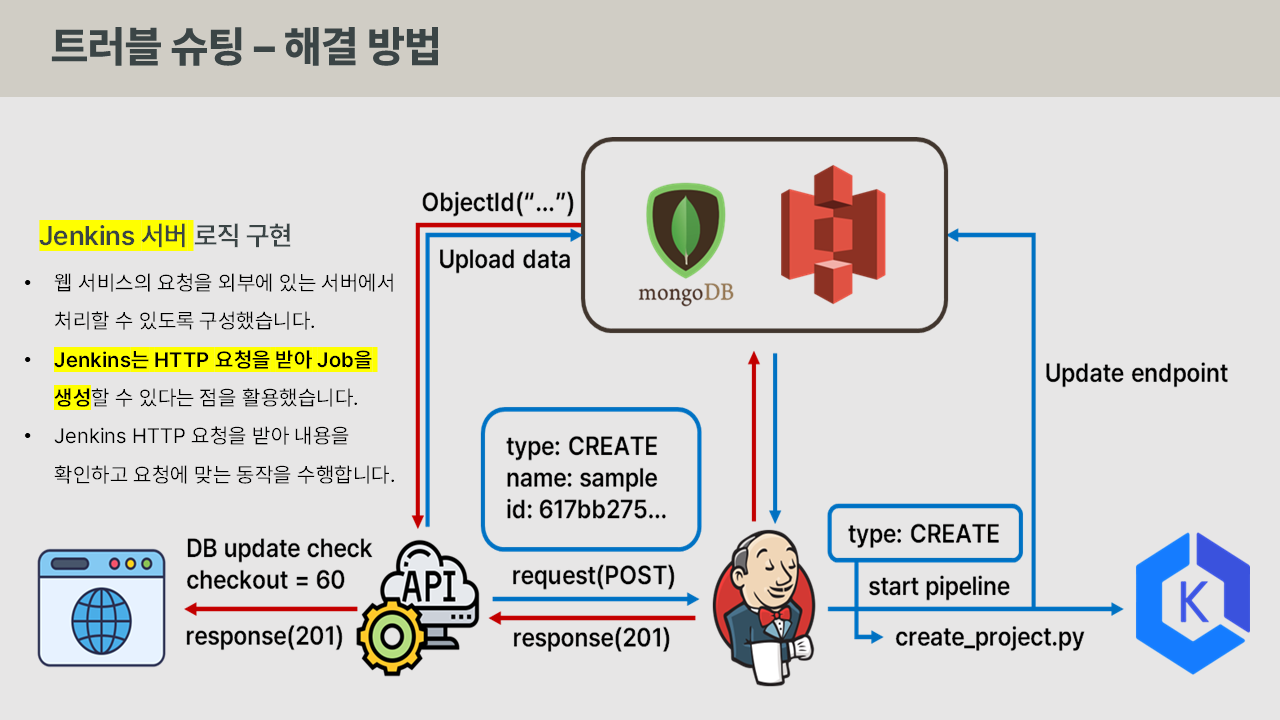 트러블 슈팅 – 해결 방법
Jenkins 서버 로직 구현
• 웹 서비스의 요청을 외부에 있는 서버에서
처리할 수 있도록 구성했습니다.
• Jenkins는 HTTP 요청을 받아 Job을
생성할 수 있다는 점을 활용했습니다.
• Jenkins HTTP 요청을 받아 내용을
확인하고 요청에 맞는 동작을 수행합니다.
ObjectId(“…”)
Upload data
mongoDB
Update endpoint
type: CREATE
name: sample
id: 617bb275…
type: CREATE
DB update check
checkout = 60
response(201)
API
request(POST)
response(201)
start pipeline
create_project.py
K